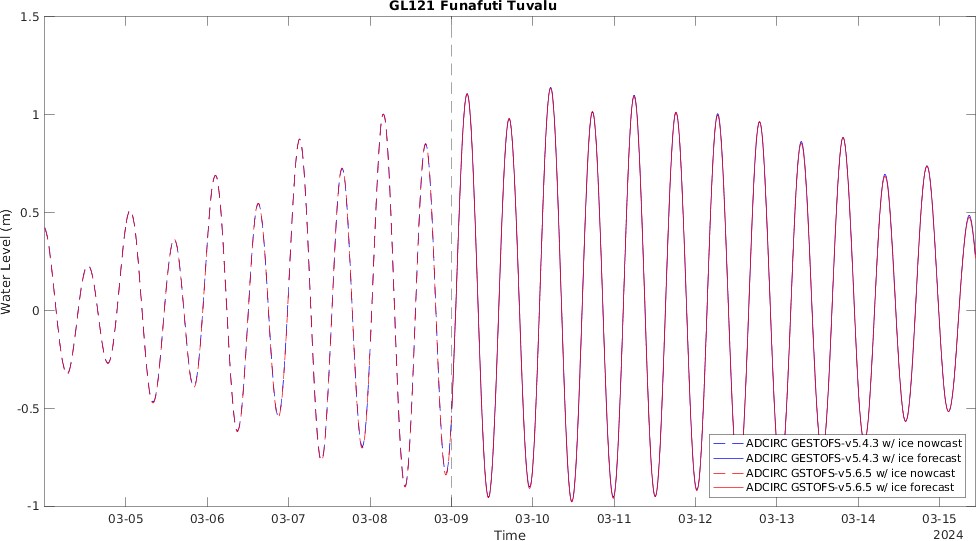 GL121 Funafuti Tuvalu
1.5
1
0.5
0
-0.5
-1
Water Level (m)
03-05 03-06 03-07 03-08 03-09 03-10 03-11 03-12 03-13 03-14 03-15
Time
2024
ADCIRC GESTOFS-v5.4.3 w/ ice nowcast
ADCIRC GESTOFS-v5.4.3 w/ ice forecast
ADCIRC GSTOFS-v5.6.5 w/ ice nowcast
ADCIRC GSTOFS-v5.6.5 w/ ice forecast